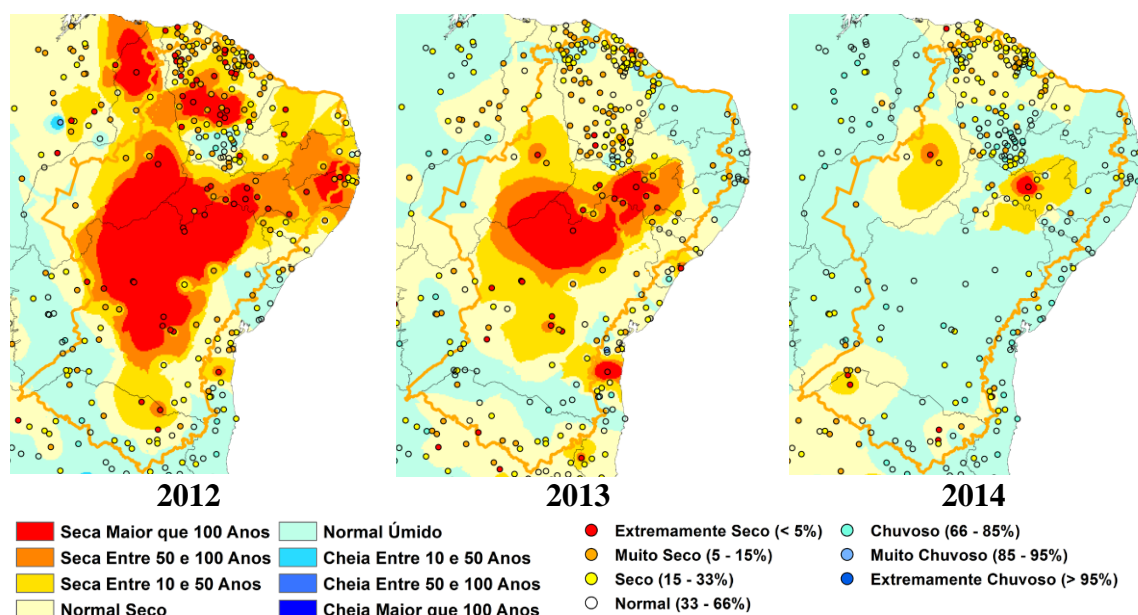 2012 2013 2014
Seca Maior que 100 Anos
Seca Entre 50 e 100 Anos
Seca Entre 10 e 50 Anos
Normal Seco
Normal Úmido
Cheia Entre 10 e 50 Anos
Cheia Entre 50 e 100 Anos
Cheia Maior que 100 Anos
Extremamente Seco (< 5%)
Muito Seco (5 - 15%)
Seco (15 - 33%)
Normal (33 - 66%)
Chuvoso (66 - 85%)
Muito Chuvoso (85 - 95%)
Extremamente Chuvoso (> 95%)